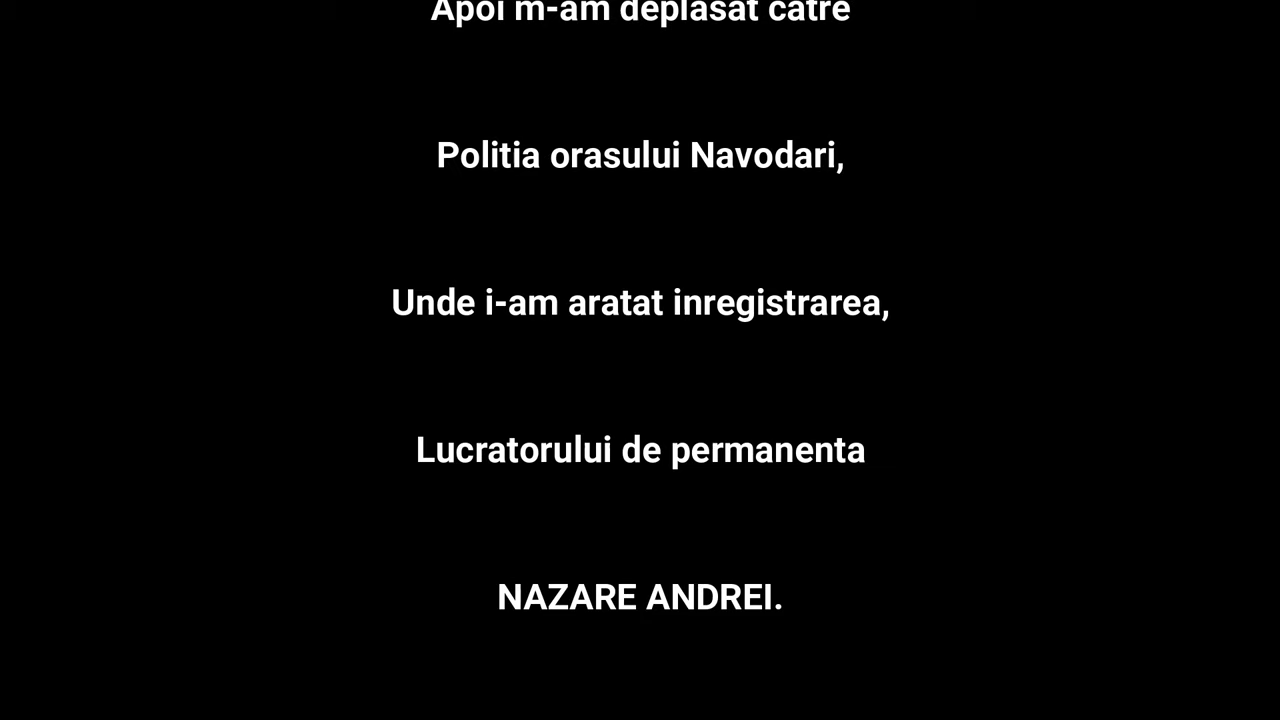 Apoi m-am deplasat catre
Politia orasului Navodari,
Unde i-am aratat inregistrarea,
Lucratorului de permanenta
NAZARE ANDREI.